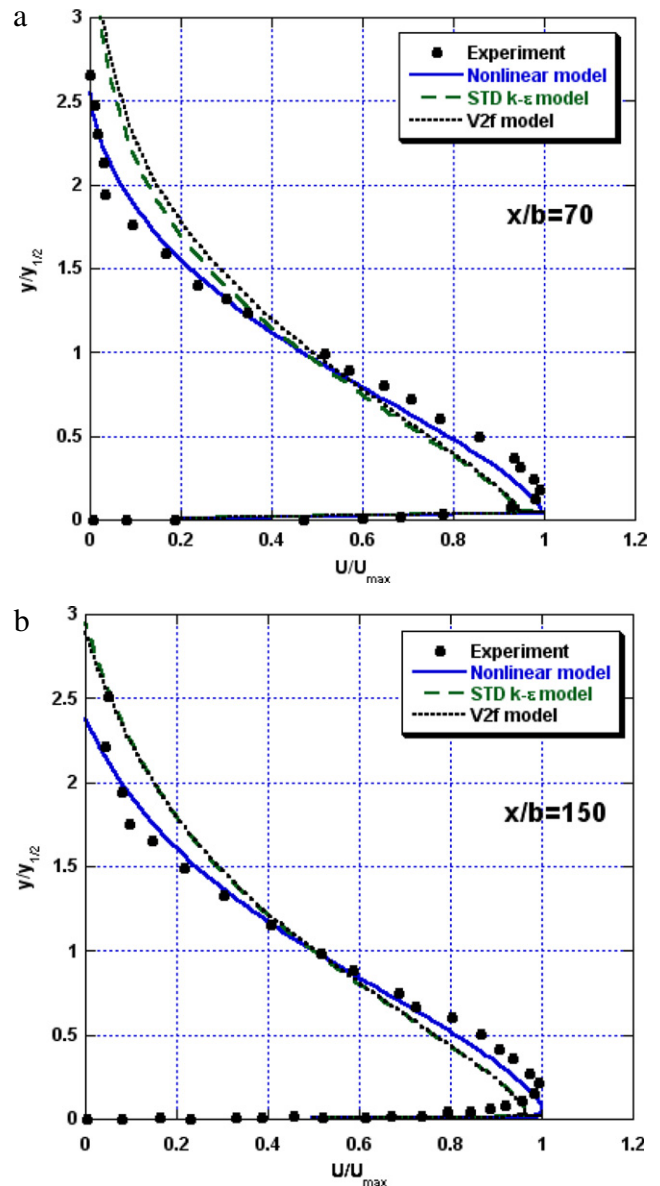 a
3
2.5
2
1.5
1
0.5
0
y/y1/2
Experiment
Nonlinear model
STD k-ε model
V2f model
x/b=70
0 0.2 0.4 0.6 0.8 1 1.2
U/Umax
b
3
2.5
2
1.5
1
0.5
0
y/y1/2
Experiment
Nonlinear model
STD k-ε model
V2f model
x/b=150
0 0.2 0.4 0.6 0.8 1 1.2
U/Umax